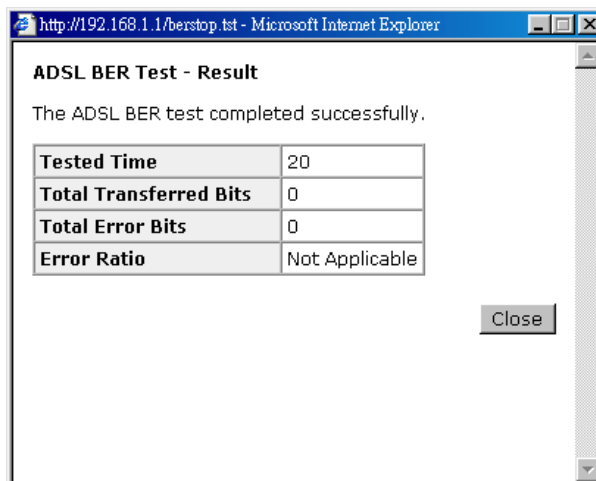 http://192.168.1.1/berstop.tst - Microsoft Internet Explorer
ADSL BER Test - Result
The ADSL BER test completed successfully.
Tested Time 20
Total Transferred Bits 0
Total Error Bits 0
Error Ratio Not Applicable
Close